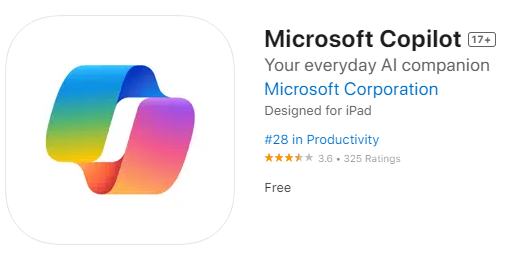 Microsoft Copilot 17+
Your everyday AI companion
Microsoft Corporation
Designed for iPad
#28 in Productivity
3.6 • 325 Ratings
Free